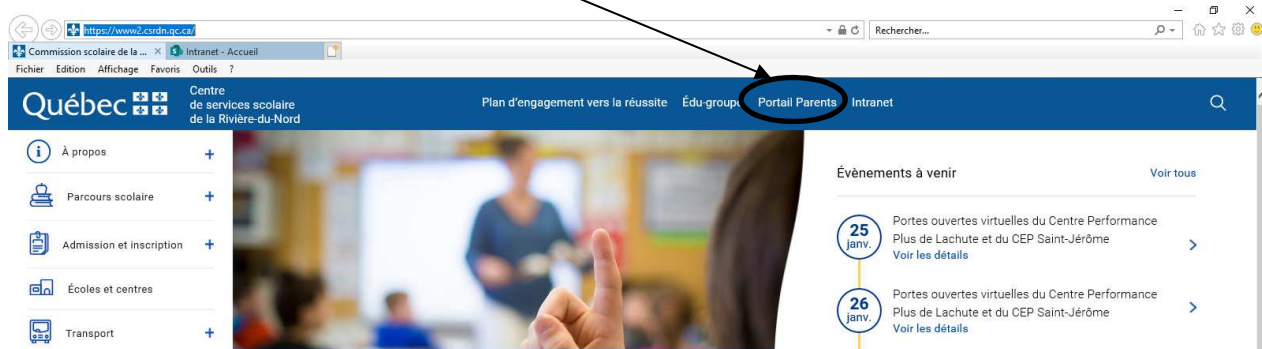 https://www2.csrdn.qc.ca/
Rechercher...
Commission scolaire de la ...
Intranet - Accueil
Fichier Edition Affichage Favoris Outils ?
Québec
Centre
de services scolaire
de la Rivière-du-Nord
Plan d'engagement vers la réussite Édu-groupe Portail Parents Intranet
À propos
Parcours scolaire
Admission et inscription
Écoles et centres
Transport
Évènements à venir
Voir tous
25
janv.
Portes ouvertes virtuelles du Centre Performance
Plus de Lachute et du CEP Saint-Jérôme
Voir les détails
26
janv.
Portes ouvertes virtuelles du Centre Performance
Plus de Lachute et du CEP Saint-Jérôme
Voir les détails